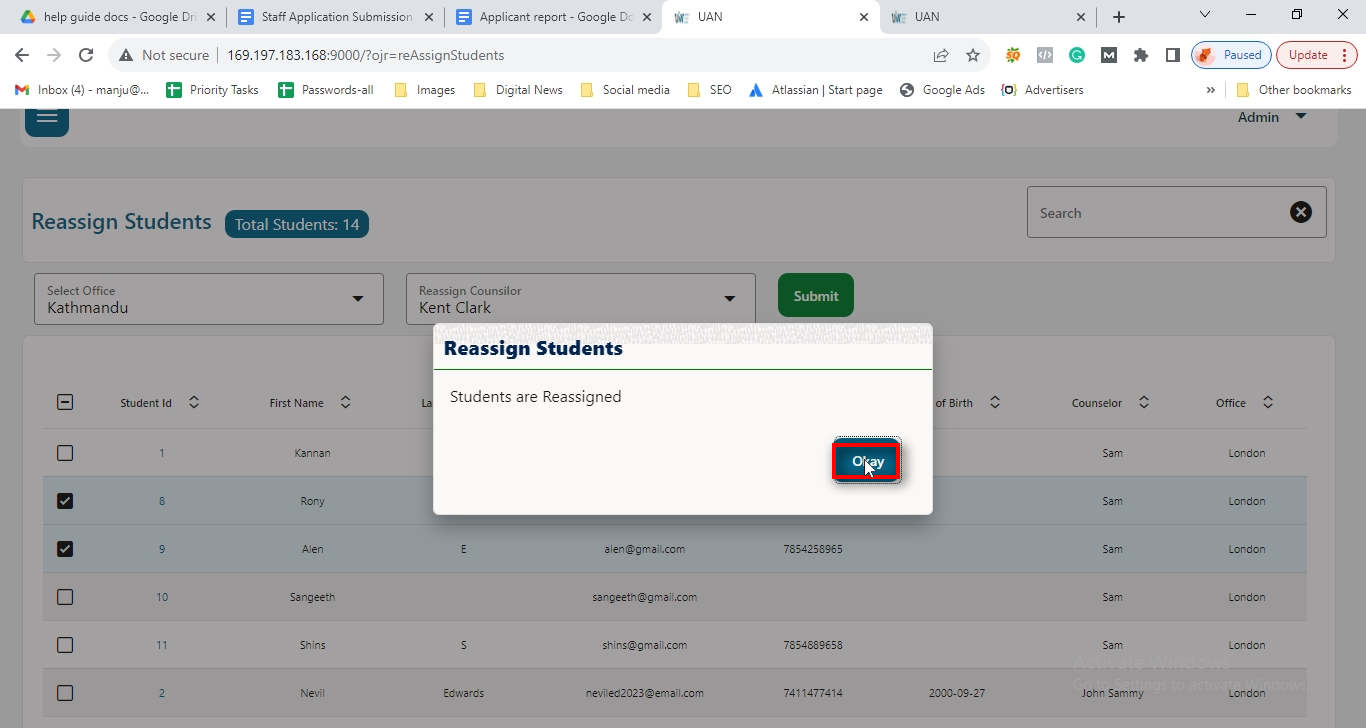 help guide docs - Google Dri
Staff Application Submission
Applicant report - Google Do
UAN
UAN
Not secure
169.197.183.168:9000/?ojr=reAssignStudents
Paused
Update
Inbox (4) - manju@...
Priority Tasks
Passwords-all
Images
Digital News
Social media
SEO
Atlassian | Start page
Google Ads
Advertisers
»
Other bookmarks
Admin
Reassign Students
Total Students: 14
Search
Select Office
Kathmandu
Reassign Counsilor
Kent Clark
Submit
Reassign Students
Students are Reassigned
Okay
Student Id First Name La of Birth Counselor Office
1 Kannan Sam London
8 Rony Sam London
9 Alen E alen@gmail.com 7854258965 Sam London
10 Sangeeth sangeeth@gmail.com Sam London
11 Shins S shins@gmail.com 7854889658 Sam London
2 Nevil Edwards neviled2023@email.com 7411477414 2000-09-27 John Sammy London
Activate Windows
Go to Settings to activate Windows.